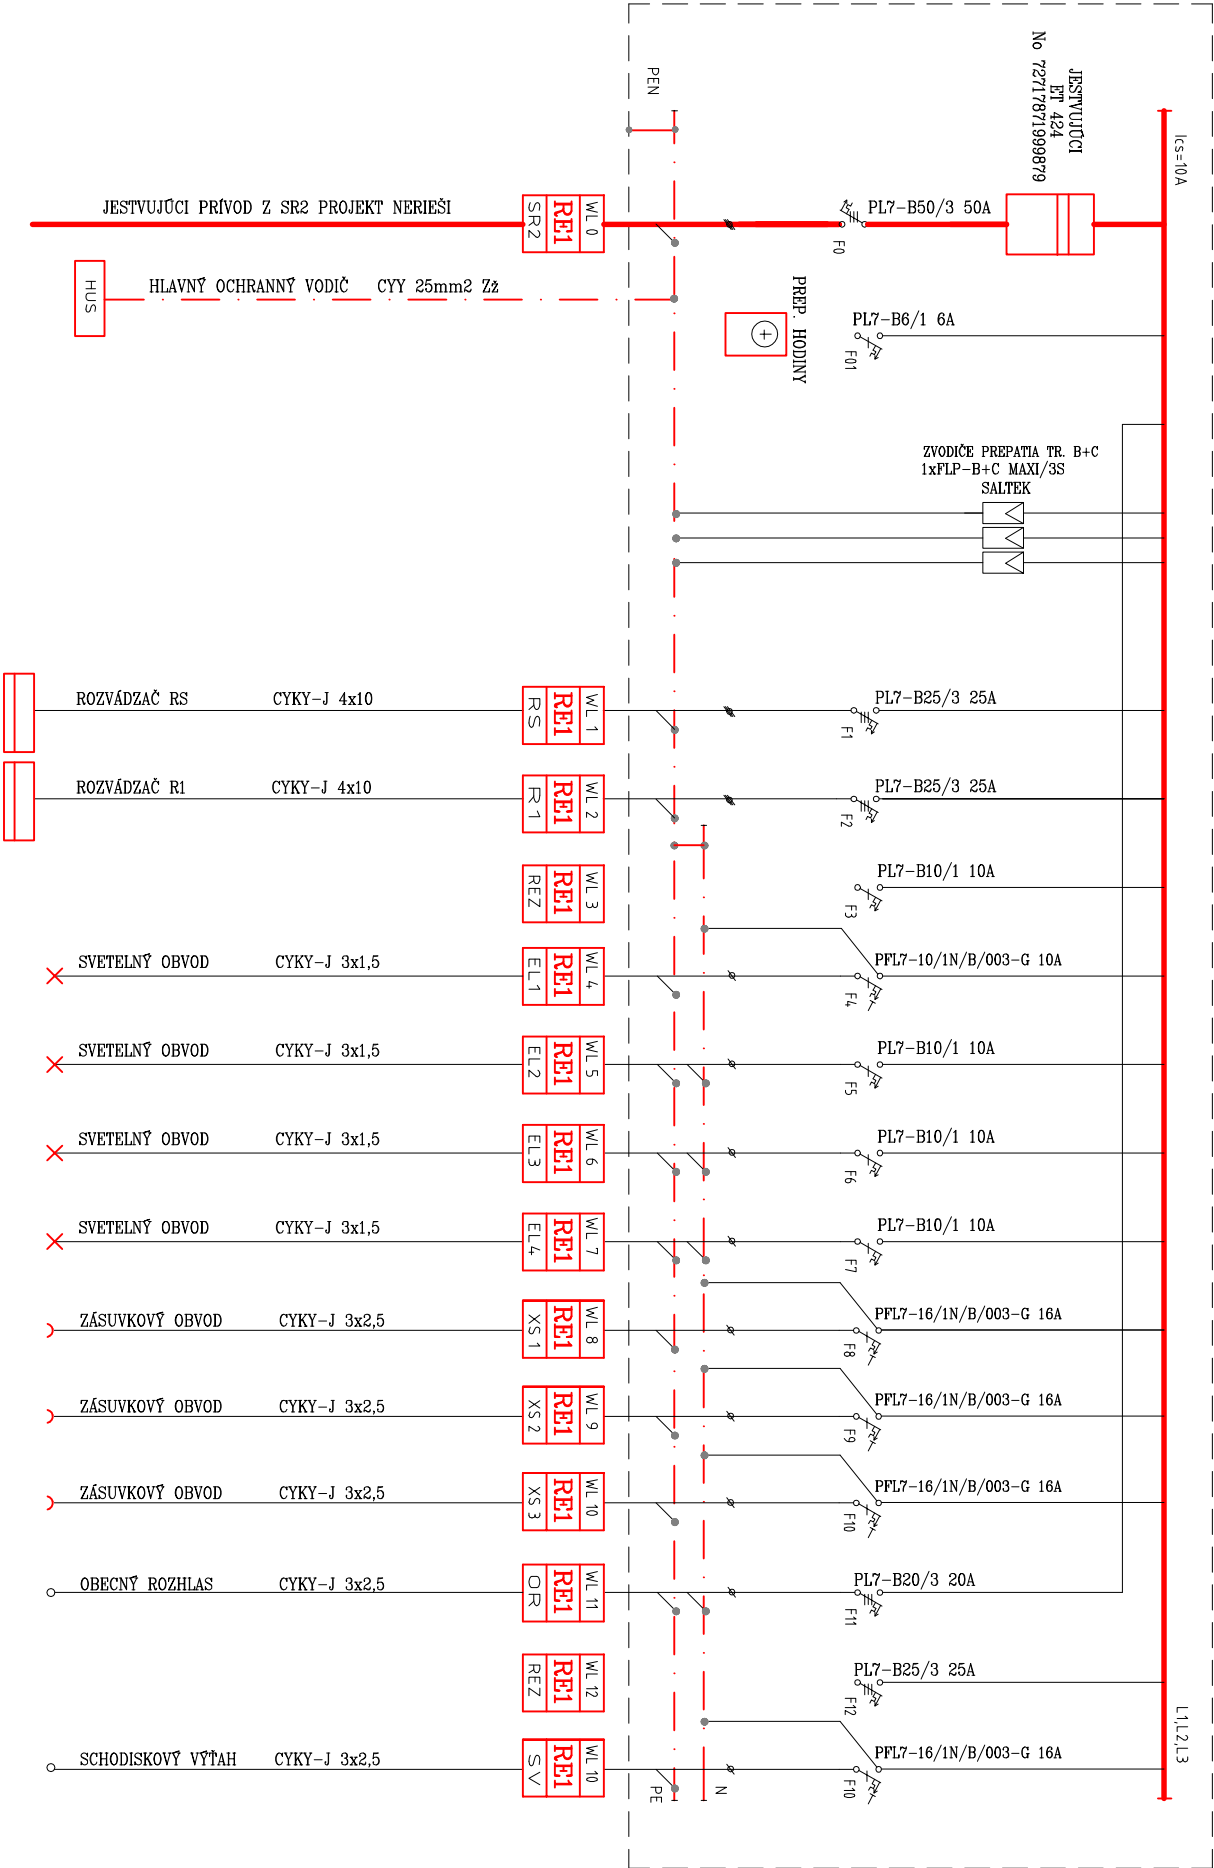 Ics=10A
JESTVUJÚCI
ET 424
No 72717871999879
PEN
JESTVUJÚCI PRÍVOD Z SR2 PROJEKT NERIEŠI
WL 0
RE1
SR2
PL7-B50/3 50A
F0
HUS
HLAVNÝ OCHRANNÝ VODIČ CYY 25mm2 Zž
PREP. HODINY
PL7-B6/1 6A
F01
ZVODIČE PREPATIA TR. B+C
1xFLP-B+C MAXI/3S
SALTEK
ROZVÁDZAČ RS CYKY-J 4x10
WL 1
RE1
RS
PL7-B25/3 25A
F1
ROZVÁDZAČ R1 CYKY-J 4x10
WL 2
RE1
R1
PL7-B25/3 25A
F2
WL 3
RE1
REZ
PL7-B10/1 10A
F3
SVETELNÝ OBVOD CYKY-J 3x1,5
WL 4
RE1
EL1
PFL7-10/1N/B/003-G 10A
F4
SVETELNÝ OBVOD CYKY-J 3x1,5
WL 5
RE1
EL2
PL7-B10/1 10A
F5
SVETELNÝ OBVOD CYKY-J 3x1,5
WL 6
RE1
EL3
PL7-B10/1 10A
F6
SVETELNÝ OBVOD CYKY-J 3x1,5
WL 7
RE1
EL4
PL7-B10/1 10A
F7
ZÁSUVKOVÝ OBVOD CYKY-J 3x2,5
WL 8
RE1
XS1
PFL7-16/1N/B/003-G 16A
F8
ZÁSUVKOVÝ OBVOD CYKY-J 3x2,5
WL 9
RE1
XS2
PFL7-16/1N/B/003-G 16A
F9
ZÁSUVKOVÝ OBVOD CYKY-J 3x2,5
WL 10
RE1
XS3
PFL7-16/1N/B/003-G 16A
F10
OBECNÝ ROZHLAS CYKY-J 3x2,5
WL 11
RE1
OR
PL7-B20/3 20A
F11
WL 12
RE1
REZ
PL7-B25/3 25A
F12
L1,L2,L3
SCHODISKOVÝ VÝŤAH CYKY-J 3x2,5
WL 10
RE1
SV
PFL7-16/1N/B/003-G 16A
F10
PE
N